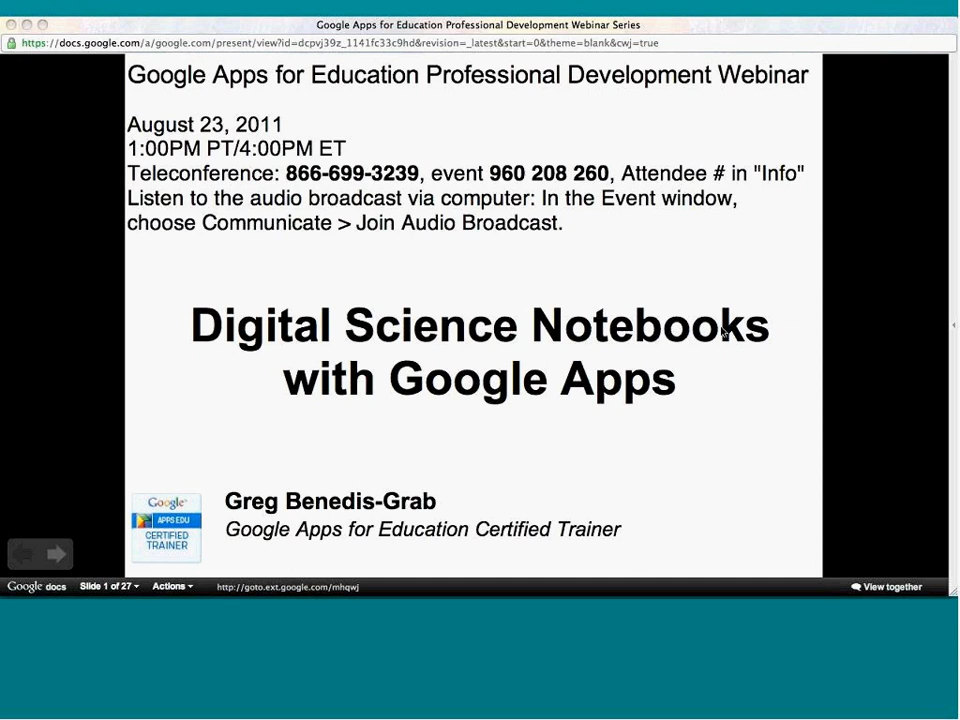 Google Apps for Education Professional Development Webinar Series
https://docs.google.com/a/google.com/present/view?id=dcpvj39z_1141fc33c9hd&revision=_latest&start=0&theme=blank&cwj=true
Google Apps for Education Professional Development Webinar
August 23, 2011
1:00PM PT/4:00PM ET
Teleconference: 866-699-3239, event 960 208 260, Attendee # in "Info"
Listen to the audio broadcast via computer: In the Event window,
choose Communicate > Join Audio Broadcast.
Digital Science Notebooks
with Google Apps
Google
APPS EDU
CERTIFIED
TRAINER
Greg Benedis-Grab
Google Apps for Education Certified Trainer
Google docs Slide 1 of 27 Actions http://goto.ext.google.com/mhqwj View together